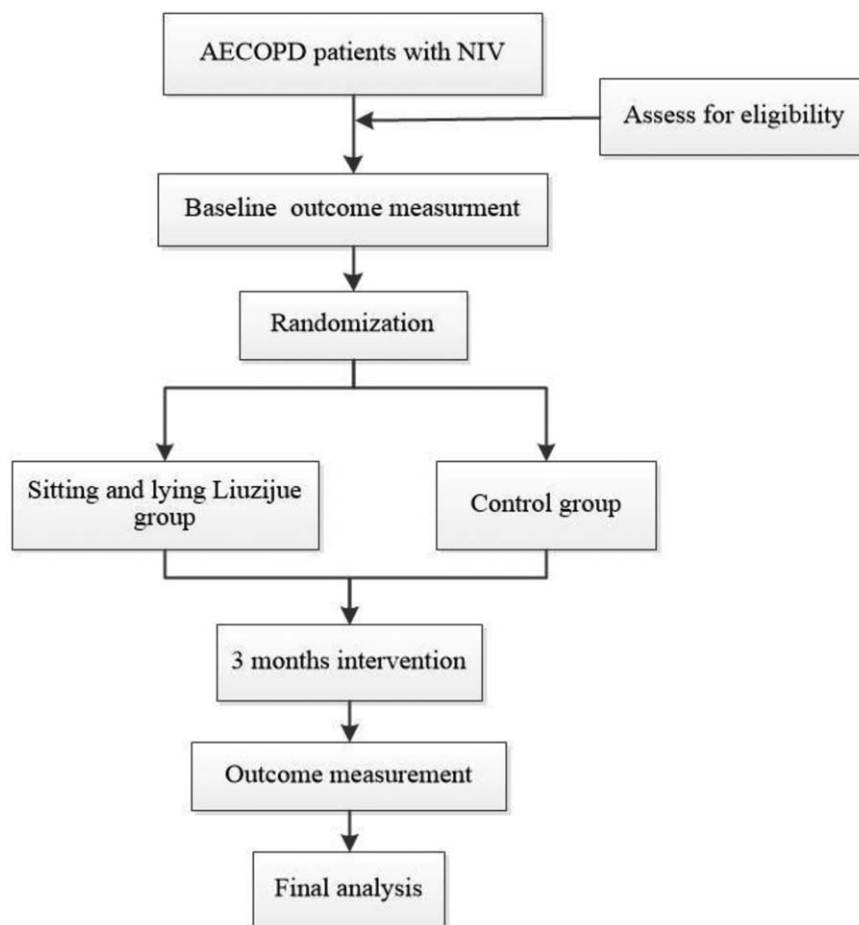 AECOPD patients with NIV
Assess for eligibility
Baseline outcome measurment
Randomization
Sitting and lying Liuzijue
group
Control group
3 months intervention
Outcome measurement
Final analysis